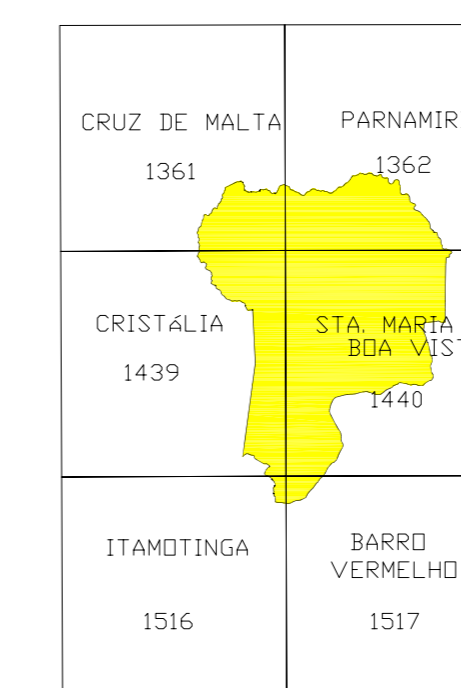 CRUZ DE MALTA
1361
PARNAMIR
1362
CRISTáLIA
1439
STA. MARIA
BOA VIST
1440
ITAMOTINGA
1516
BARRO
VERMELHO
1517